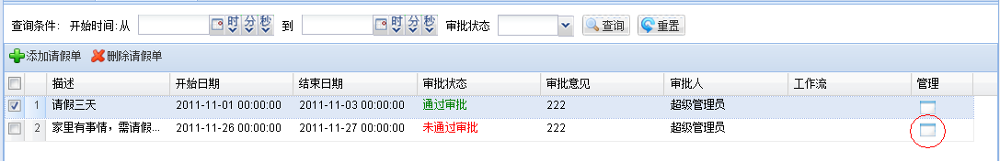 查询条件: 开始时间:从 时 分 秒 到 时 分 秒 审批状态 查询 重置
添加请假单 删除请假单
描述 开始日期 结束日期 审批状态 审批意见 审批人 工作流 管理
1 请假三天 2011-11-01 00:00:00 2011-11-03 00:00:00 通过审批 222 超级管理员
2 家里有事情，需请假... 2011-11-26 00:00:00 2011-11-27 00:00:00 未通过审批 222 超级管理员